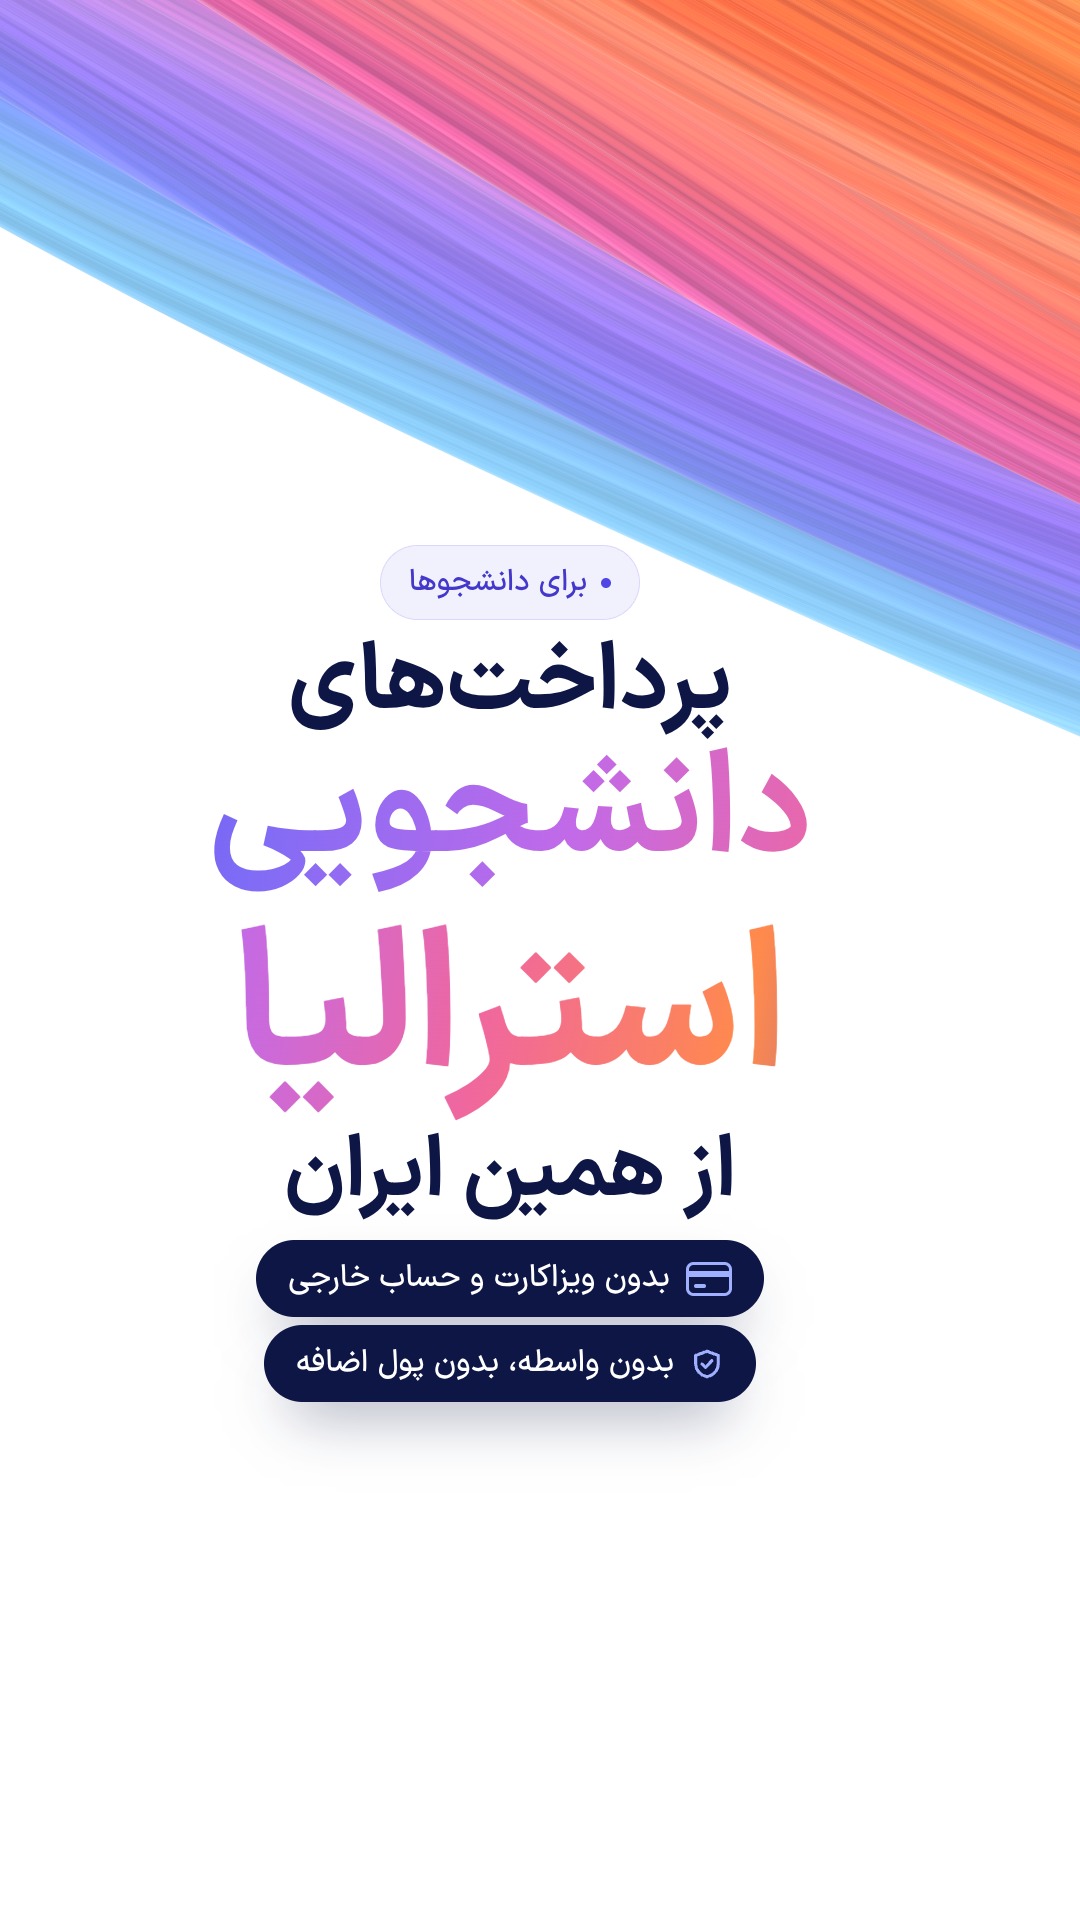 برای دانشجوها
پرداخت‌های
دانشجویی
استرالیا
از همین ایران
بدون ویزاکارت و حساب خارجی
بدون واسطه، بدون پول اضافه